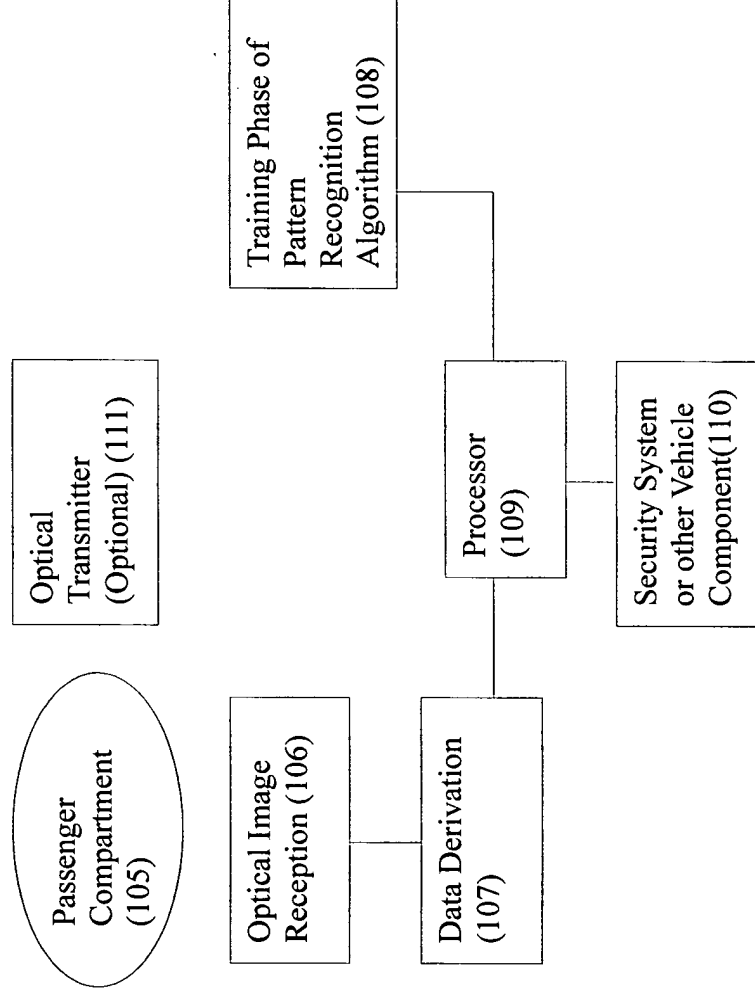 Passenger
Compartment
(105)
Optical
Transmitter
(Optional) (111)
Optical Image
Reception (106)
Training Phase of
Pattern
Recognition
Algorithm (108)
Data Derivation
(107)
Processor
(109)
Security System
or other Vehicle
Component(110)